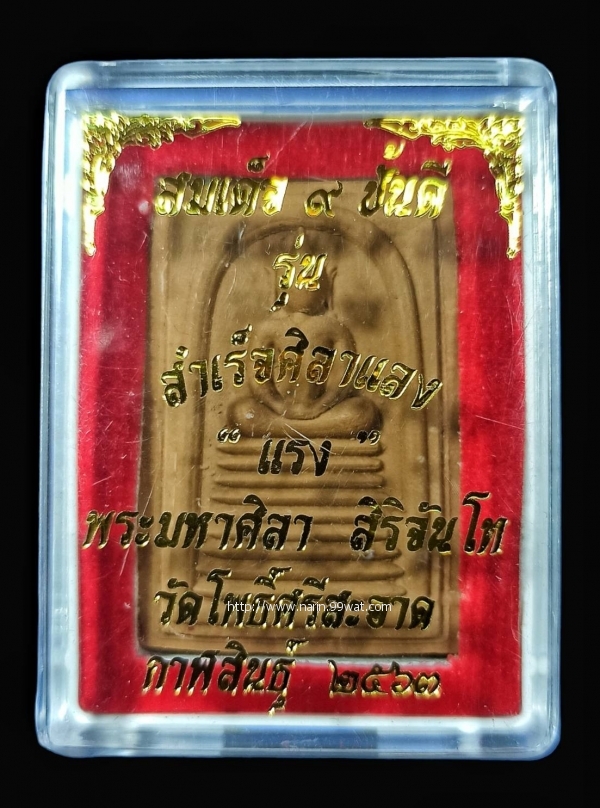 สมเด็จ ๙ ชั้นดี
รุ่น
สำเร็จศิลาแลง
“ แรง ”
พระมหาศิลา สิริจันโท
วัดโพธิ์ศรีสะอาด
http://www.najin.99wat.com
กาฬสินธุ์ ๒๕๖๓